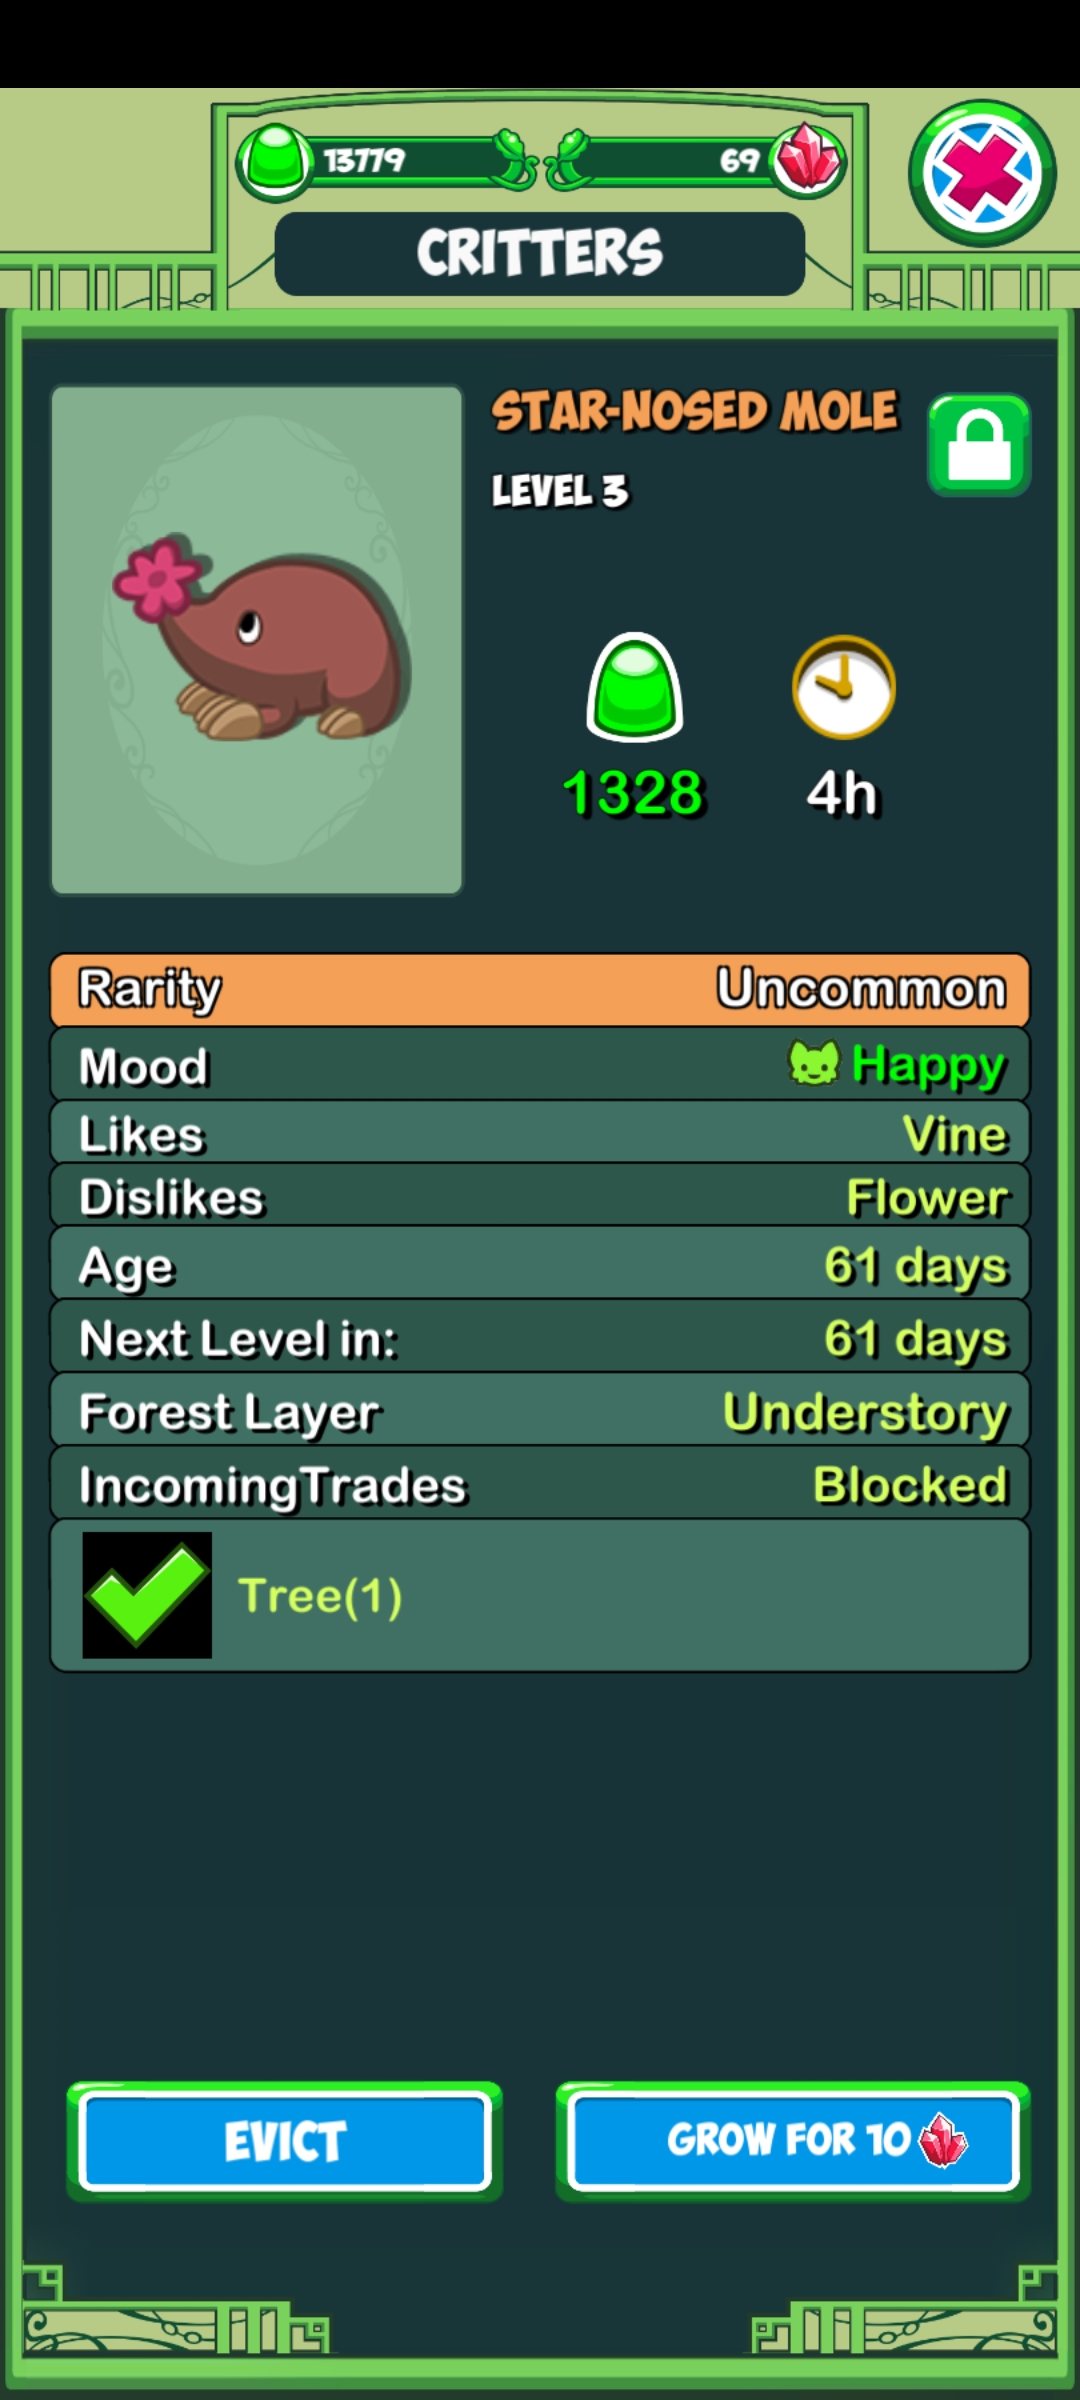 13779 69
CRITTERS
STAR-NOSED MOLE
LEVEL 3
1328 4h
Rarity Uncommon
Mood Happy
Likes Vine
Dislikes Flower
Age 61 days
Next Level in: 61 days
Forest Layer Understory
IncomingTrades Blocked
Tree(1)
EVICT GROW FOR 10